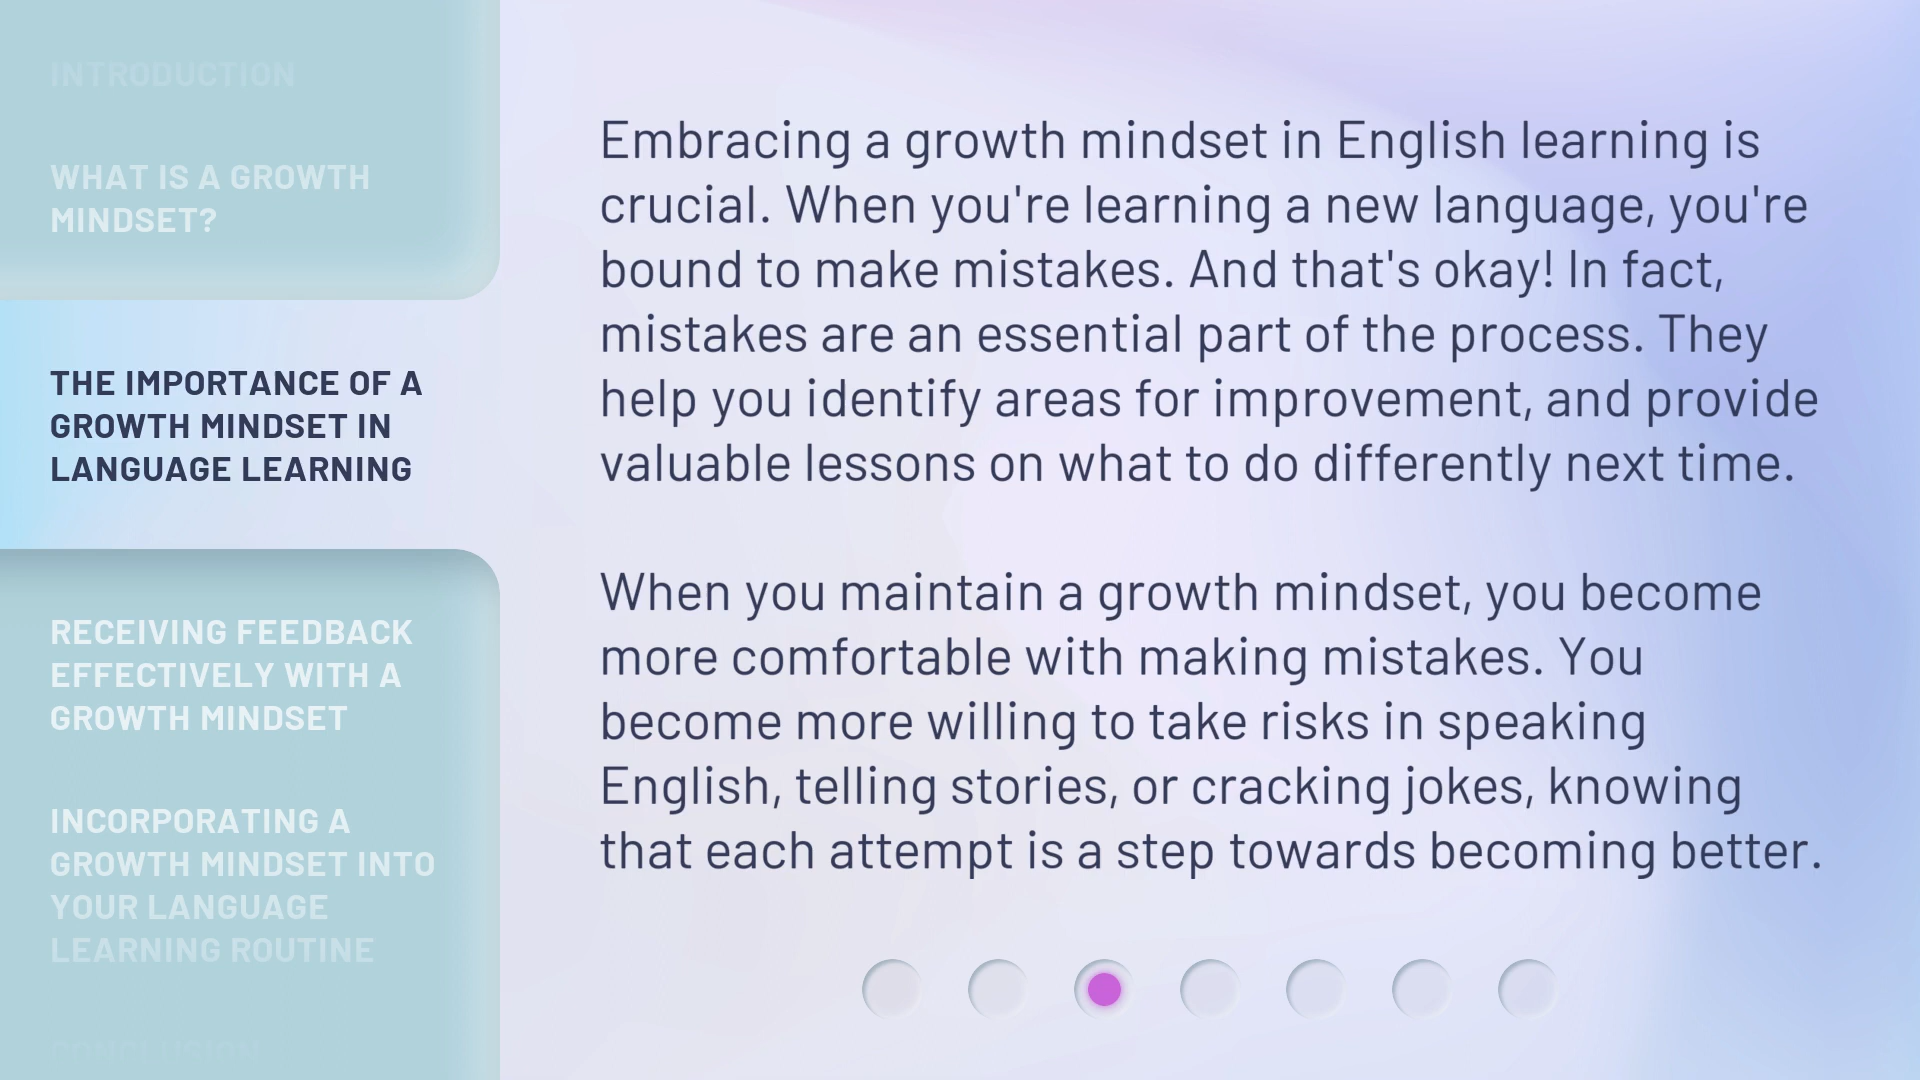 INTRODUCTION
WHAT IS A GROWTH
MINDSET?
THE IMPORTANCE OF A
GROWTH MINDSET IN
LANGUAGE LEARNING
RECEIVING FEEDBACK
EFFECTIVELY WITH A
GROWTH MINDSET
INCORPORATING A
GROWTH MINDSET INTO
YOUR LANGUAGE
LEARNING ROUTINE
CONCLUSION
Embracing a growth mindset in English learning is
crucial. When you're learning a new language, you're
bound to make mistakes. And that's okay! In fact,
mistakes are an essential part of the process. They
help you identify areas for improvement, and provide
valuable lessons on what to do differently next time.
When you maintain a growth mindset, you become
more comfortable with making mistakes. You
become more willing to take risks in speaking
English, telling stories, or cracking jokes, knowing
that each attempt is a step towards becoming better.